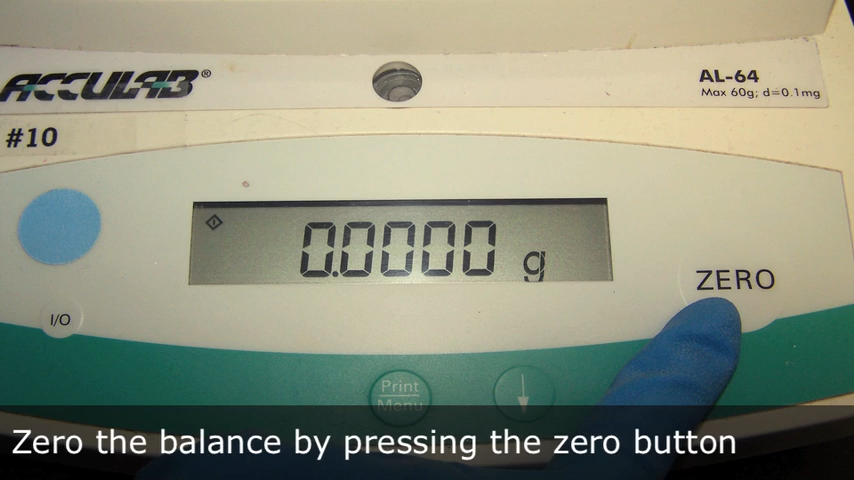 ACCULAB®
AL-64
Max 60g; d=0.1mg
#10
0.0000 g
ZERO
I/O
Print
Menu
Zero the balance by pressing the zero button